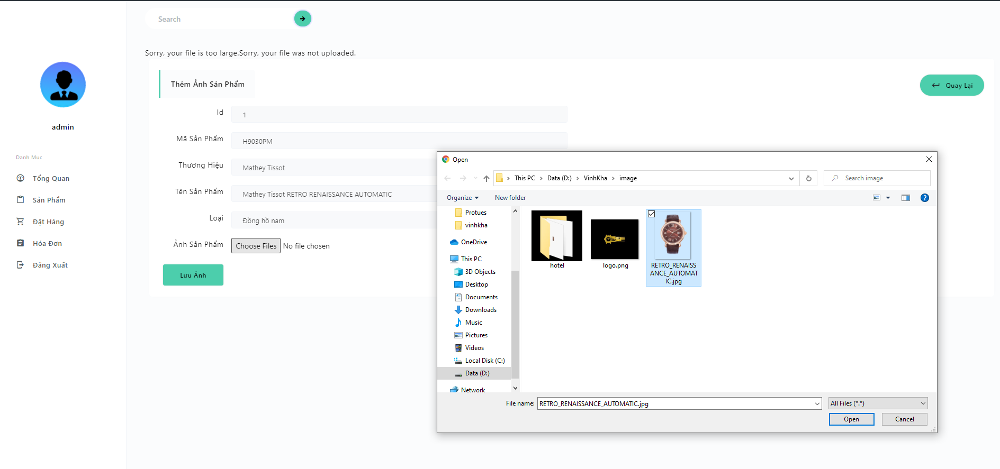 Search
Sorry, your file is too large.Sorry, your file was not uploaded.
Thêm Ảnh Sản Phẩm
Quay Lại
Id
1
Mã Sản Phẩm
H9030PM
Thương Hiệu
Mathey Tissot
Tên Sản Phẩm
Mathey Tissot RETRO RENAISSANCE AUTOMATIC
Loại
Đồng hồ nam
Ảnh Sản Phẩm
Choose Files No file chosen
Lưu Ảnh
admin
Danh Mục
Tổng Quan
Sản Phẩm
Đặt Hàng
Hóa Đơn
Đăng Xuất
Open
This PC > Data (D:) > VinhKha > image
Search image
Organize
New folder
Protues
vinhkha
OneDrive
This PC
3D Objects
Desktop
Documents
Downloads
Music
Pictures
Videos
Local Disk (C:)
Data (D:)
Network
hotel
logo.png
RETRO_RENAISS
ANCE_AUTOMAT
IC.jpg
File name: RETRO_RENAISSANCE_AUTOMATIC.jpg
All Files (*.*)
Open
Cancel